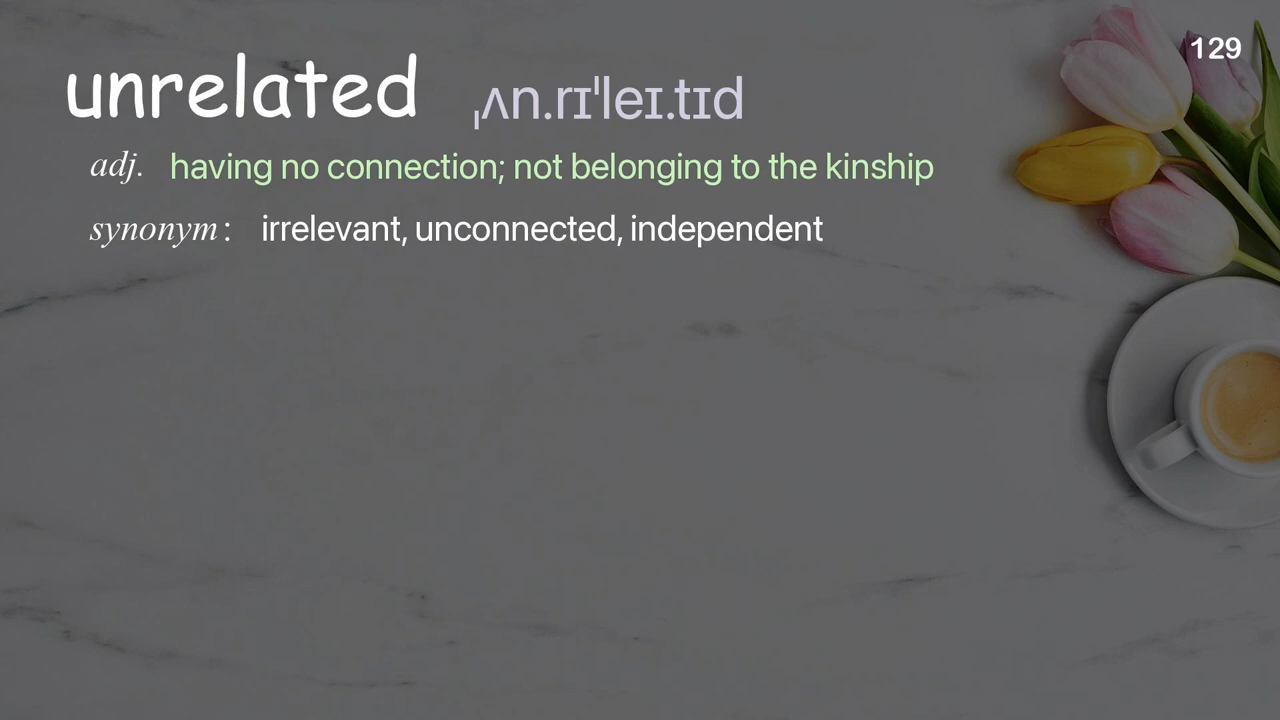 129
unrelated ˌʌn.rɪˈleɪ.tɪd
adj. having no connection; not belonging to the kinship
synonym : irrelevant, unconnected, independent